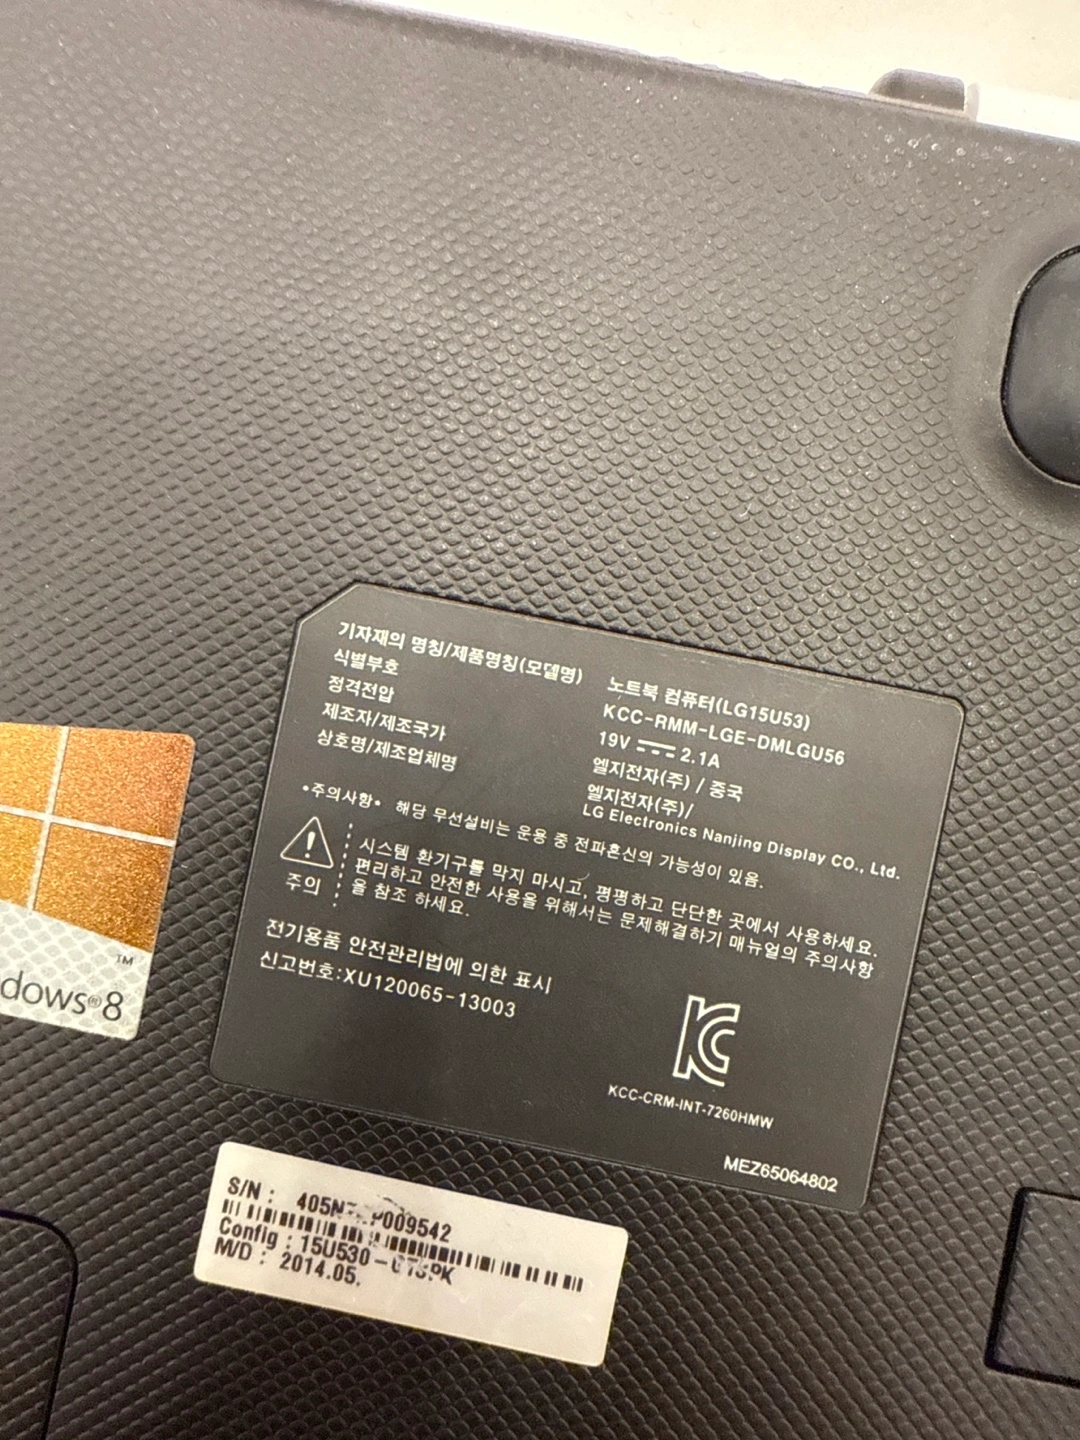 기자재의 명칭/제품명칭(모델명) 노트북 컴퓨터(LG15U53)
식별부호 KCC-RMM-LGE-DMLGU56
정격전압 19V 2.1A
제조자/제조국가 엘지전자(주) / 중국
상호명/제조업체명 엘지전자(주)/
LG Electronics Nanjing Display CO., Ltd.
•주의사항• 해당 무선설비는 운용 중 전파혼신의 가능성이 있음.
주의
시스템 환기구를 막지 마시고, 평평하고 단단한 곳에서 사용하세요.
편리하고 안전한 사용을 위해서는 문제해결하기 매뉴얼의 주의사항
을 참조 하세요.
전기용품 안전관리법에 의한 표시
신고번호:XU120065-13003
KC
KCC-CRM-INT-7260HMW
MEZ65064802
TM
dows®8
S/N : 009542
Config : 15U530-
M/D : 2014.05.